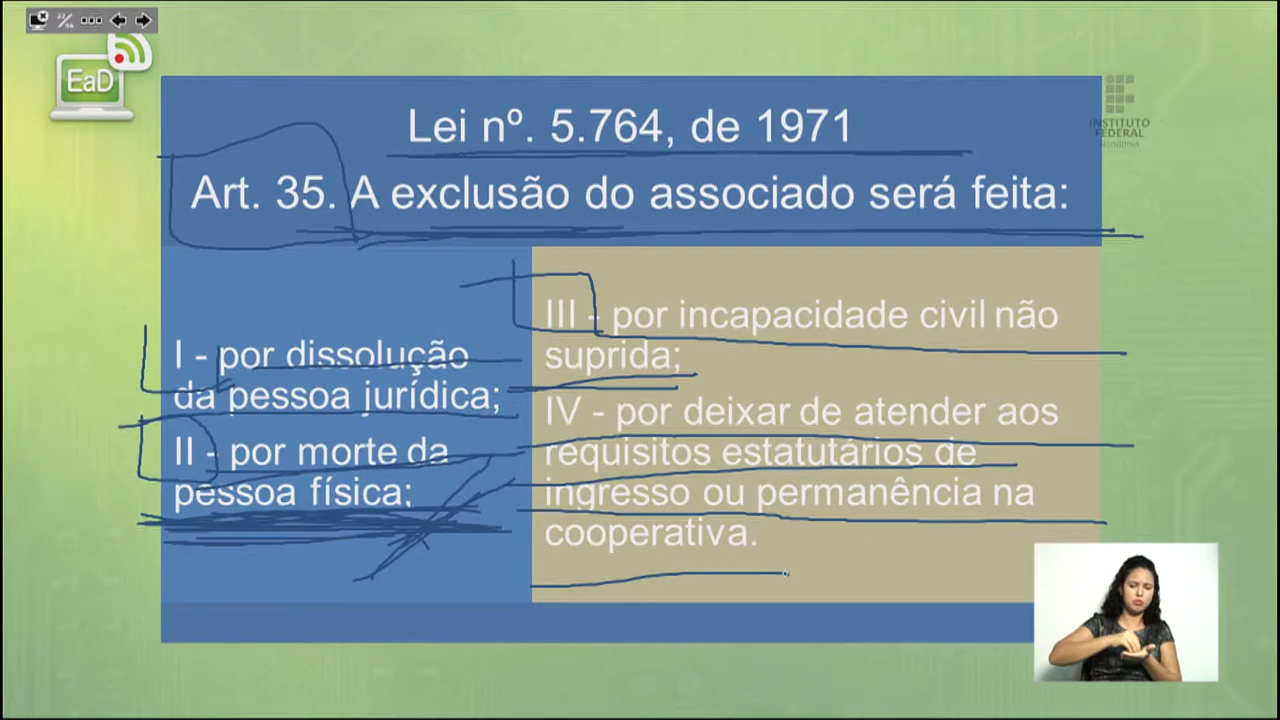 EaD
INSTITUTO
FEDERAL
Rondônia
Lei nº. 5.764, de 1971
Art. 35. A exclusão do associado será feita:
I - por dissolução
da pessoa jurídica;
II - por morte da
pessoa física;
III - por incapacidade civil não
suprida;
IV - por deixar de atender aos
requisitos estatutários de
ingresso ou permanência na
cooperativa.